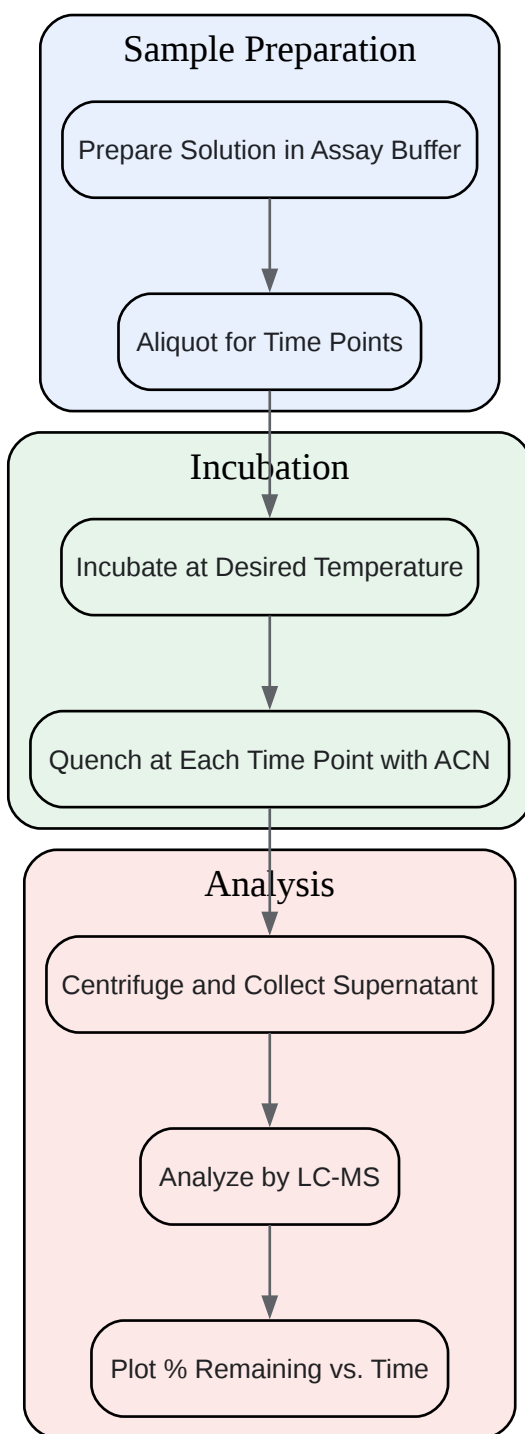 Sample Preparation
Prepare Solution in Assay Buffer
Aliquot for Time Points
Incubation
Incubate at Desired Temperature
Quench at Each Time Point with ACN
Analysis
Centrifuge and Collect Supernatant
Analyze by LC-MS
Plot % Remaining vs. Time